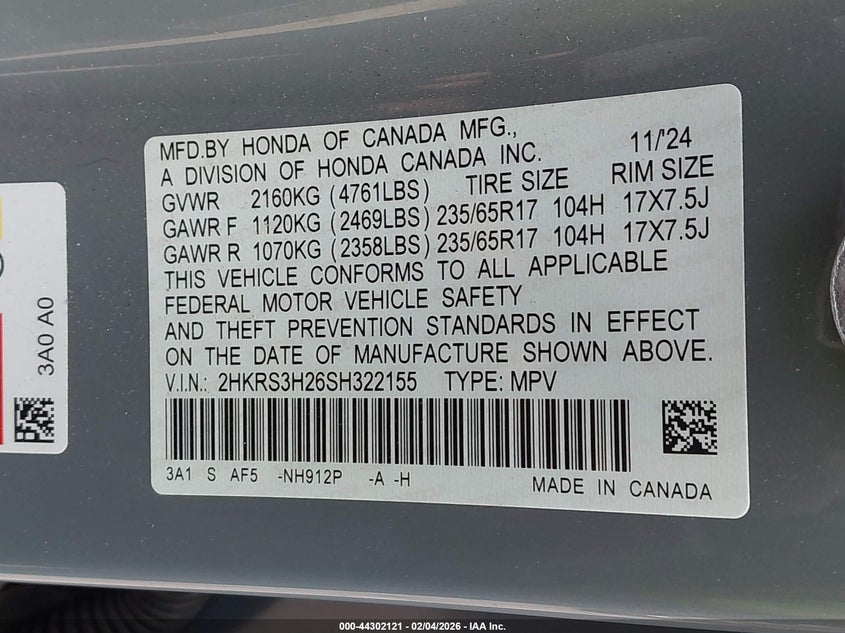 MFD.BY HONDA OF CANADA MFG., 11/'24
A DIVISION OF HONDA CANADA INC.
GVWR 2160KG (4761LBS) TIRE SIZE RIM SIZE
GAWR F 1120KG (2469LBS) 235/65R17 104H 17X7.5J
GAWR R 1070KG (2358LBS) 235/65R17 104H 17X7.5J
THIS VEHICLE CONFORMS TO ALL APPLICABLE
FEDERAL MOTOR VEHICLE SAFETY
AND THEFT PREVENTION STANDARDS IN EFFECT
ON THE DATE OF MANUFACTURE SHOWN ABOVE.
V.I.N.: 2HKRS3H26SH322155 TYPE: MPV
3A1 S AF5 -NH912P -A -H MADE IN CANADA
3A0 A0
000-44302121 - 02/04/2026 - IAA Inc.